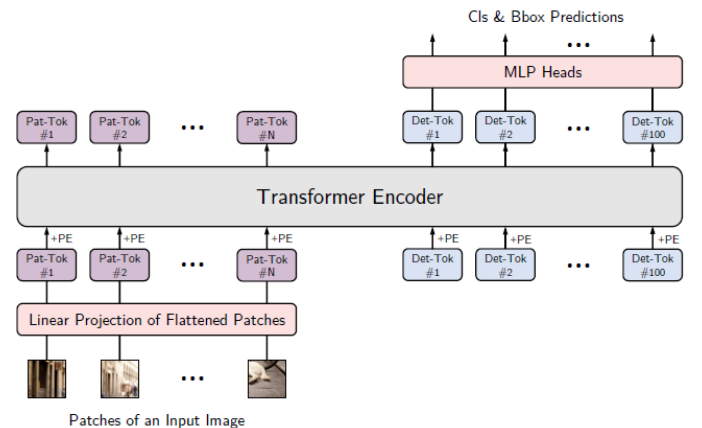 Cls & Bbox Predictions
MLP Heads
Pat-Tok #1
Pat-Tok #2
Pat-Tok #N
Det-Tok #1
Det-Tok #2
Det-Tok #100
Transformer Encoder
+PE
+PE
+PE
+PE
+PE
+PE
Pat-Tok #1
Pat-Tok #2
Pat-Tok #N
Det-Tok #1
Det-Tok #2
Det-Tok #100
Linear Projection of Flattened Patches
Patches of an Input Image